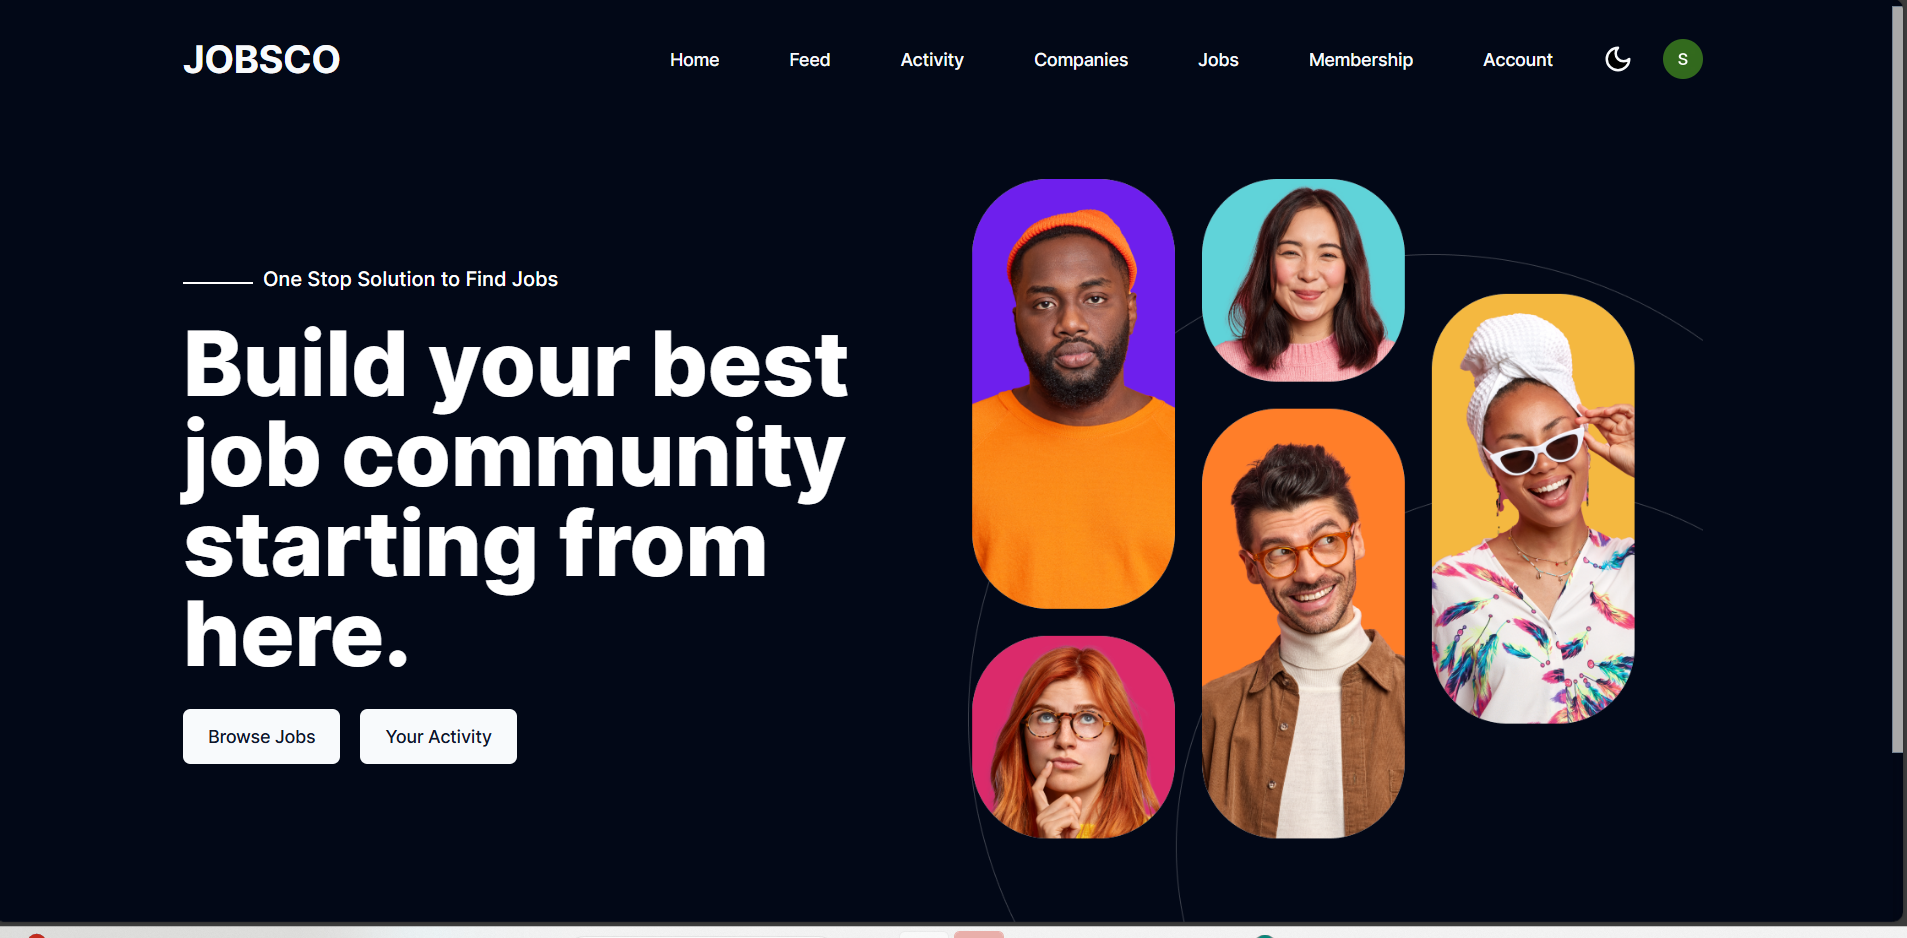 JOBSCO
Home Feed Activity Companies Jobs Membership Account S
One Stop Solution to Find Jobs
Build your best
job community
starting from
here.
Browse Jobs Your Activity